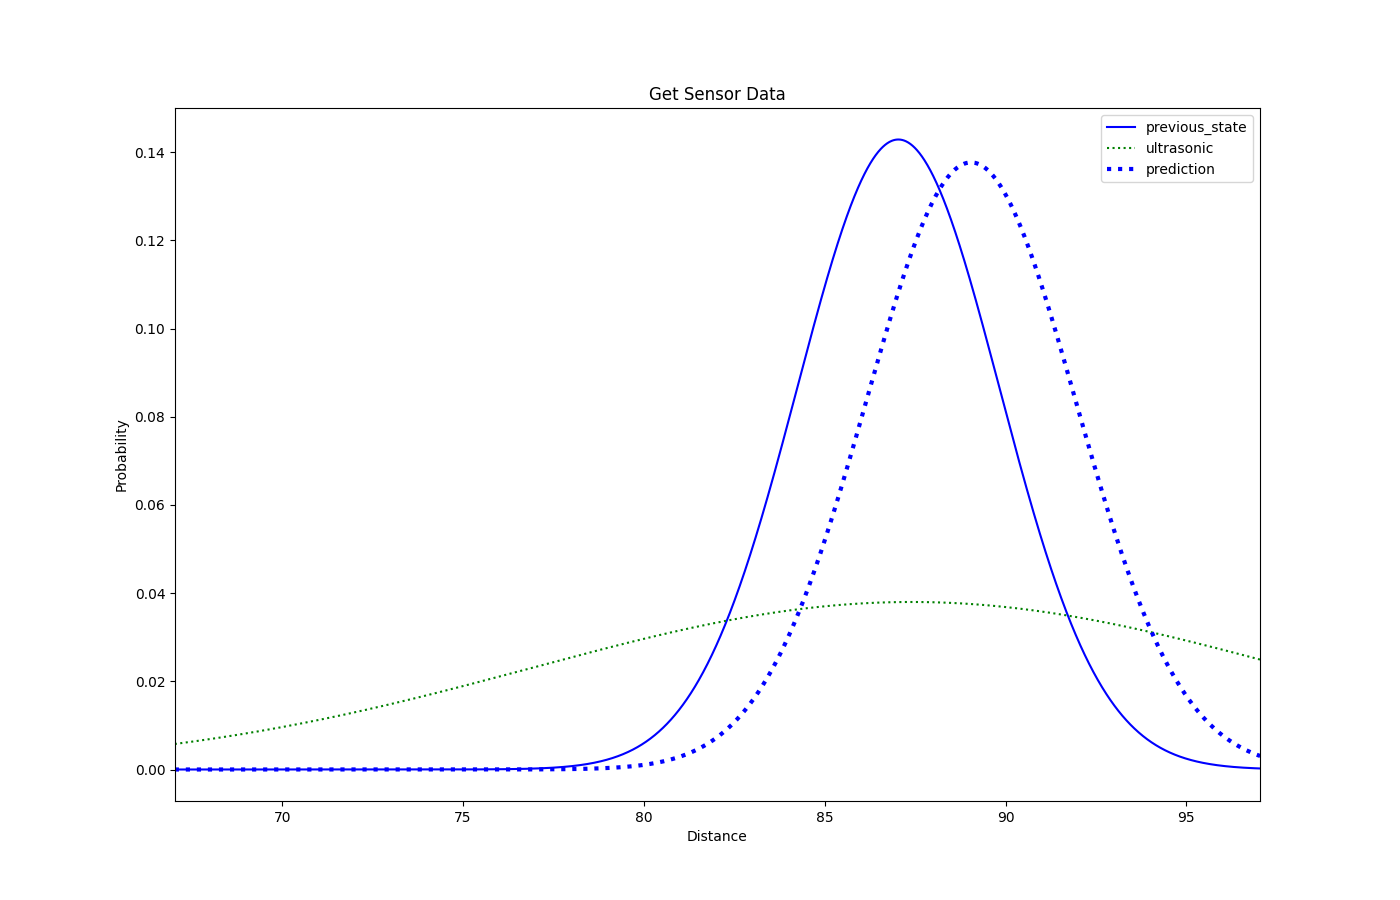 Get Sensor Data
previous_state
ultrasonic
prediction
0.14
0.12
0.10
0.08
0.06
0.04
0.02
0.00
Probability
70 75 80 85 90 95
Distance